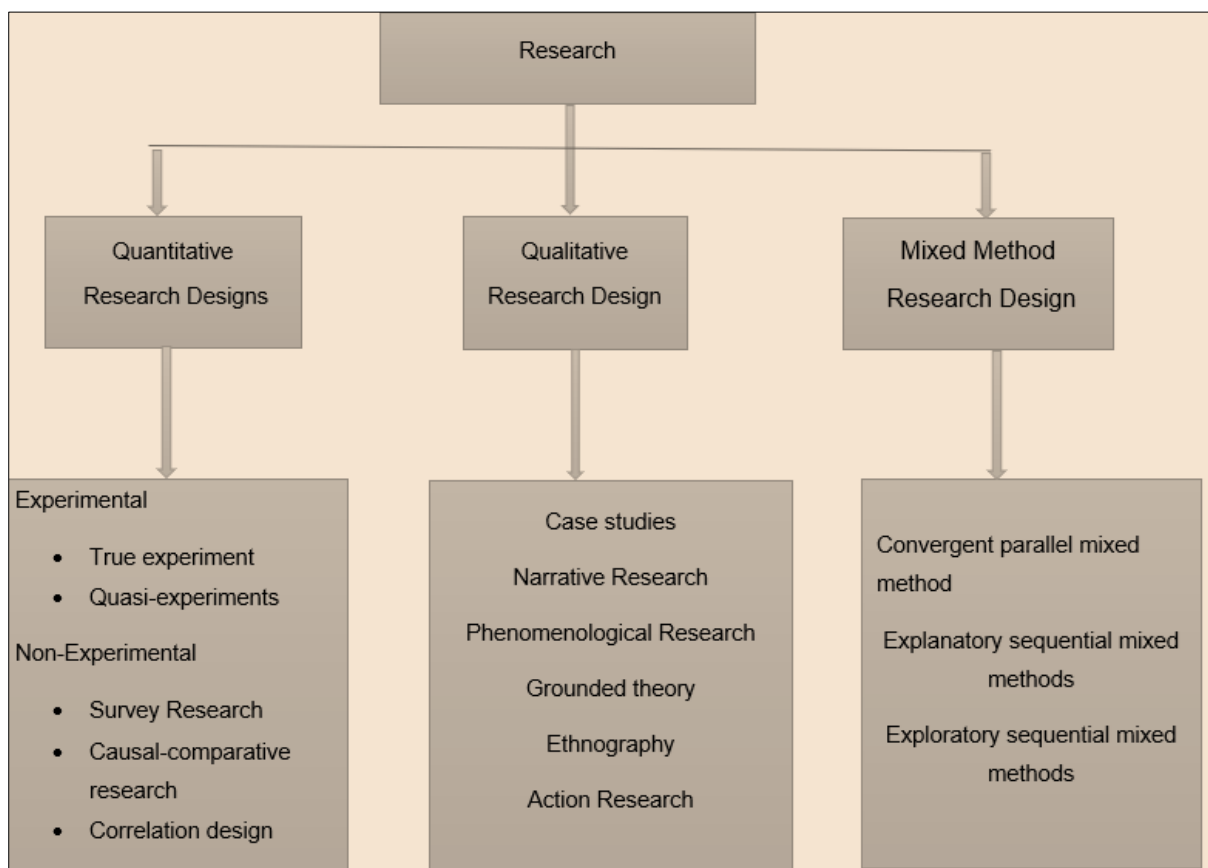 Research
Quantitative
Research Designs
Qualitative
Research Design
Mixed Method
Research Design
Experimental
• True experiment
• Quasi-experiments
Non-Experimental
• Survey Research
• Causal-comparative
research
• Correlation design
Case studies
Narrative Research
Phenomenological Research
Grounded theory
Ethnography
Action Research
Convergent parallel mixed
method
Explanatory sequential mixed
methods
Exploratory sequential mixed
methods